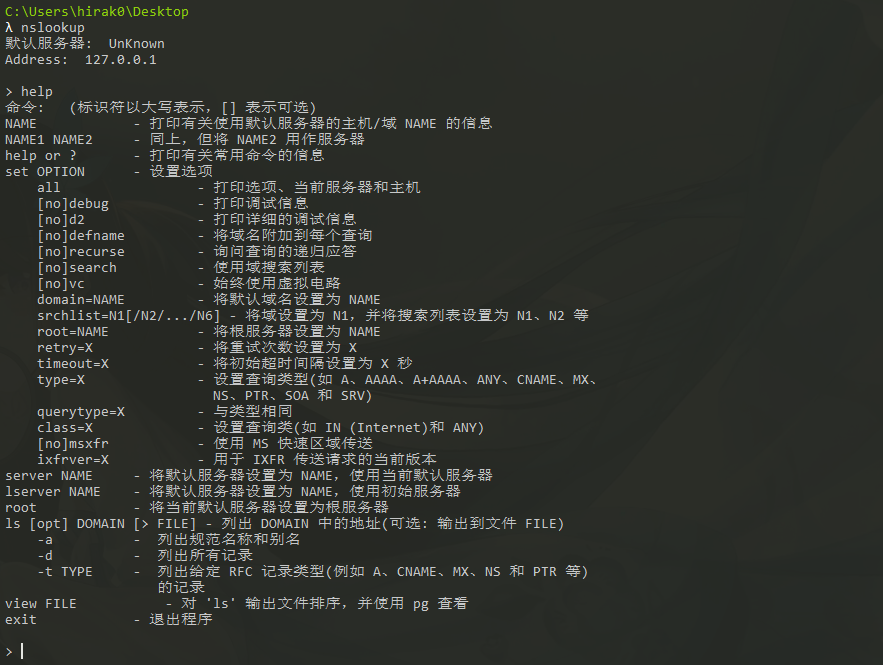 C:\Users\hirak0\Desktop
λ nslookup
默认服务器:  UnKnown
Address:  127.0.0.1
> help
命令:   (标识符以大写表示，[] 表示可选)
NAME            - 打印有关使用默认服务器的主机/域 NAME 的信息
NAME1 NAME2     - 同上，但将 NAME2 用作服务器
help or ?       - 打印有关常用命令的信息
set OPTION      - 设置选项
    all                 - 打印选项、当前服务器和主机
    [no]debug           - 打印调试信息
    [no]d2              - 打印详细的调试信息
    [no]defname         - 将域名附加到每个查询
    [no]recurse         - 询问查询的递归应答
    [no]search          - 使用域搜索列表
    [no]vc              - 始终使用虚拟电路
    domain=NAME         - 将默认域名设置为 NAME
    srchlist=N1[/N2/.../N6] - 将域设置为 N1，并将搜索列表设置为 N1、N2 等
    root=NAME           - 将根服务器设置为 NAME
    retry=X             - 将重试次数设置为 X
    timeout=X           - 将初始超时间隔设置为 X 秒
    type=X              - 设置查询类型(如 A、AAAA、A+AAAA、ANY、CNAME、MX、
                          NS、PTR、SOA 和 SRV)
    querytype=X         - 与类型相同
    class=X             - 设置查询类(如 IN (Internet)和 ANY)
    [no]msxfr           - 使用 MS 快速区域传送
    ixfrver=X           - 用于 IXFR 传送请求的当前版本
server NAME     - 将默认服务器设置为 NAME，使用当前默认服务器
lserver NAME    - 将默认服务器设置为 NAME，使用初始服务器
root            - 将当前默认服务器设置为根服务器
ls [opt] DOMAIN [> FILE] - 列出 DOMAIN 中的地址(可选: 输出到文件 FILE)
    -a          -  列出规范名称和别名
    -d          -  列出所有记录
    -t TYPE     -  列出给定 RFC 记录类型(例如 A、CNAME、MX、NS 和 PTR 等)
                   的记录
view FILE           - 对 'ls' 输出文件排序，并使用 pg 查看
exit            - 退出程序
>